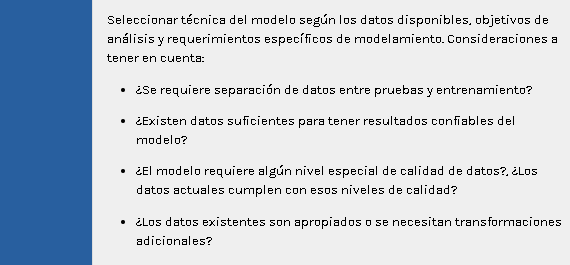 Seleccionar técnica del modelo según los datos disponibles, objetivos de
análisis y requerimientos específicos de modelamiento. Consideraciones a
tener en cuenta:
• ¿Se requiere separación de datos entre pruebas y entrenamiento?
• ¿Existen datos suficientes para tener resultados confiables del
modelo?
• ¿El modelo requiere algún nivel especial de calidad de datos?, ¿Los
datos actuales cumplen con esos niveles de calidad?
• ¿Los datos existentes son apropiados o se necesitan transformaciones
adicionales?